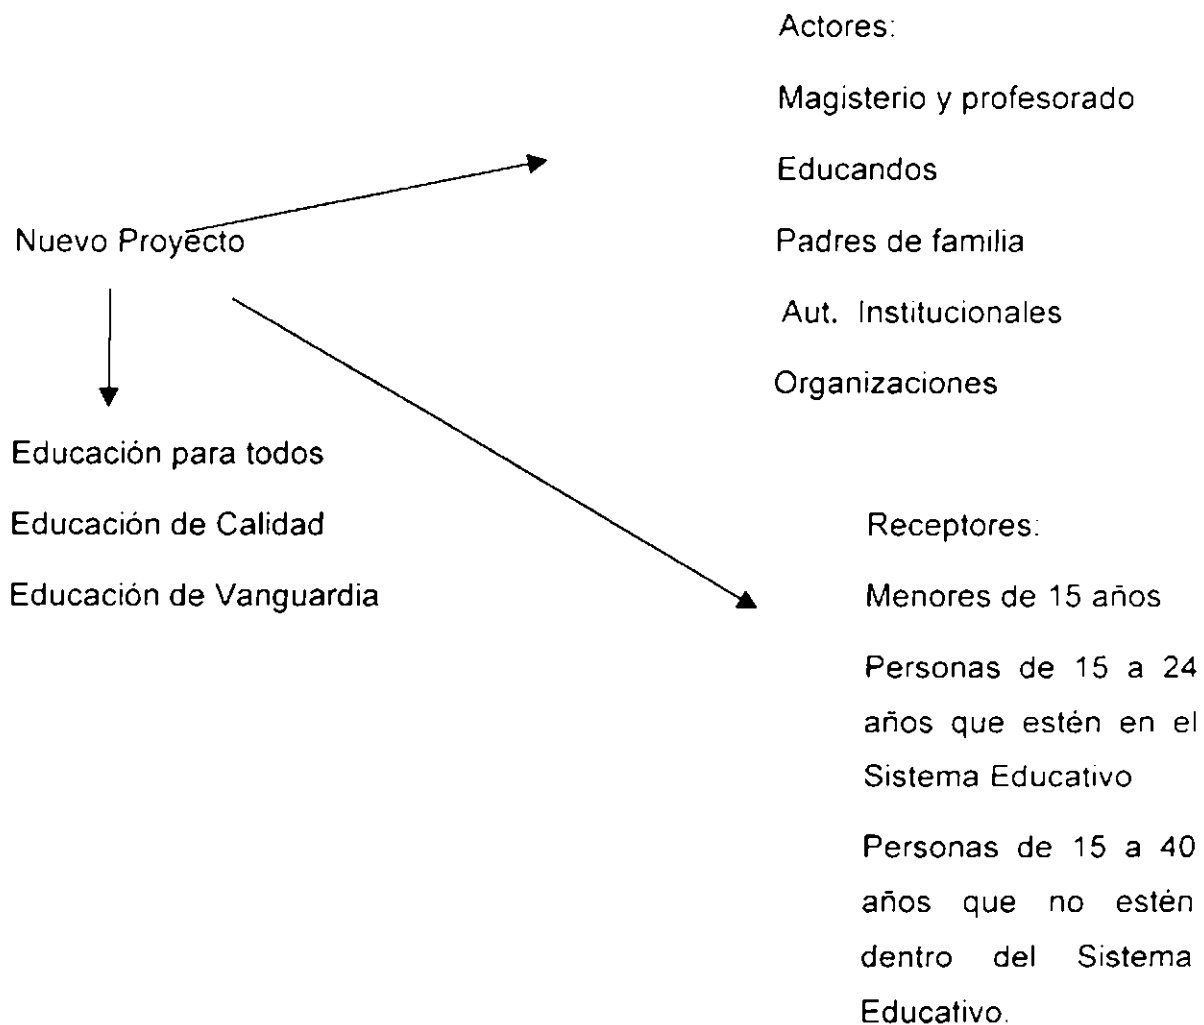 Actores:
Magisterio y profesorado
Educandos
Nuevo Proyecto
Padres de familia
Aut. Institucionales
Organizaciones
Educación para todos
Educación de Calidad
Educación de Vanguardia
Receptores:
Menores de 15 años
Personas de 15 a 24
años que estén en el
Sistema Educativo
Personas de 15 a 40
años que no estén
dentro del Sistema
Educativo.